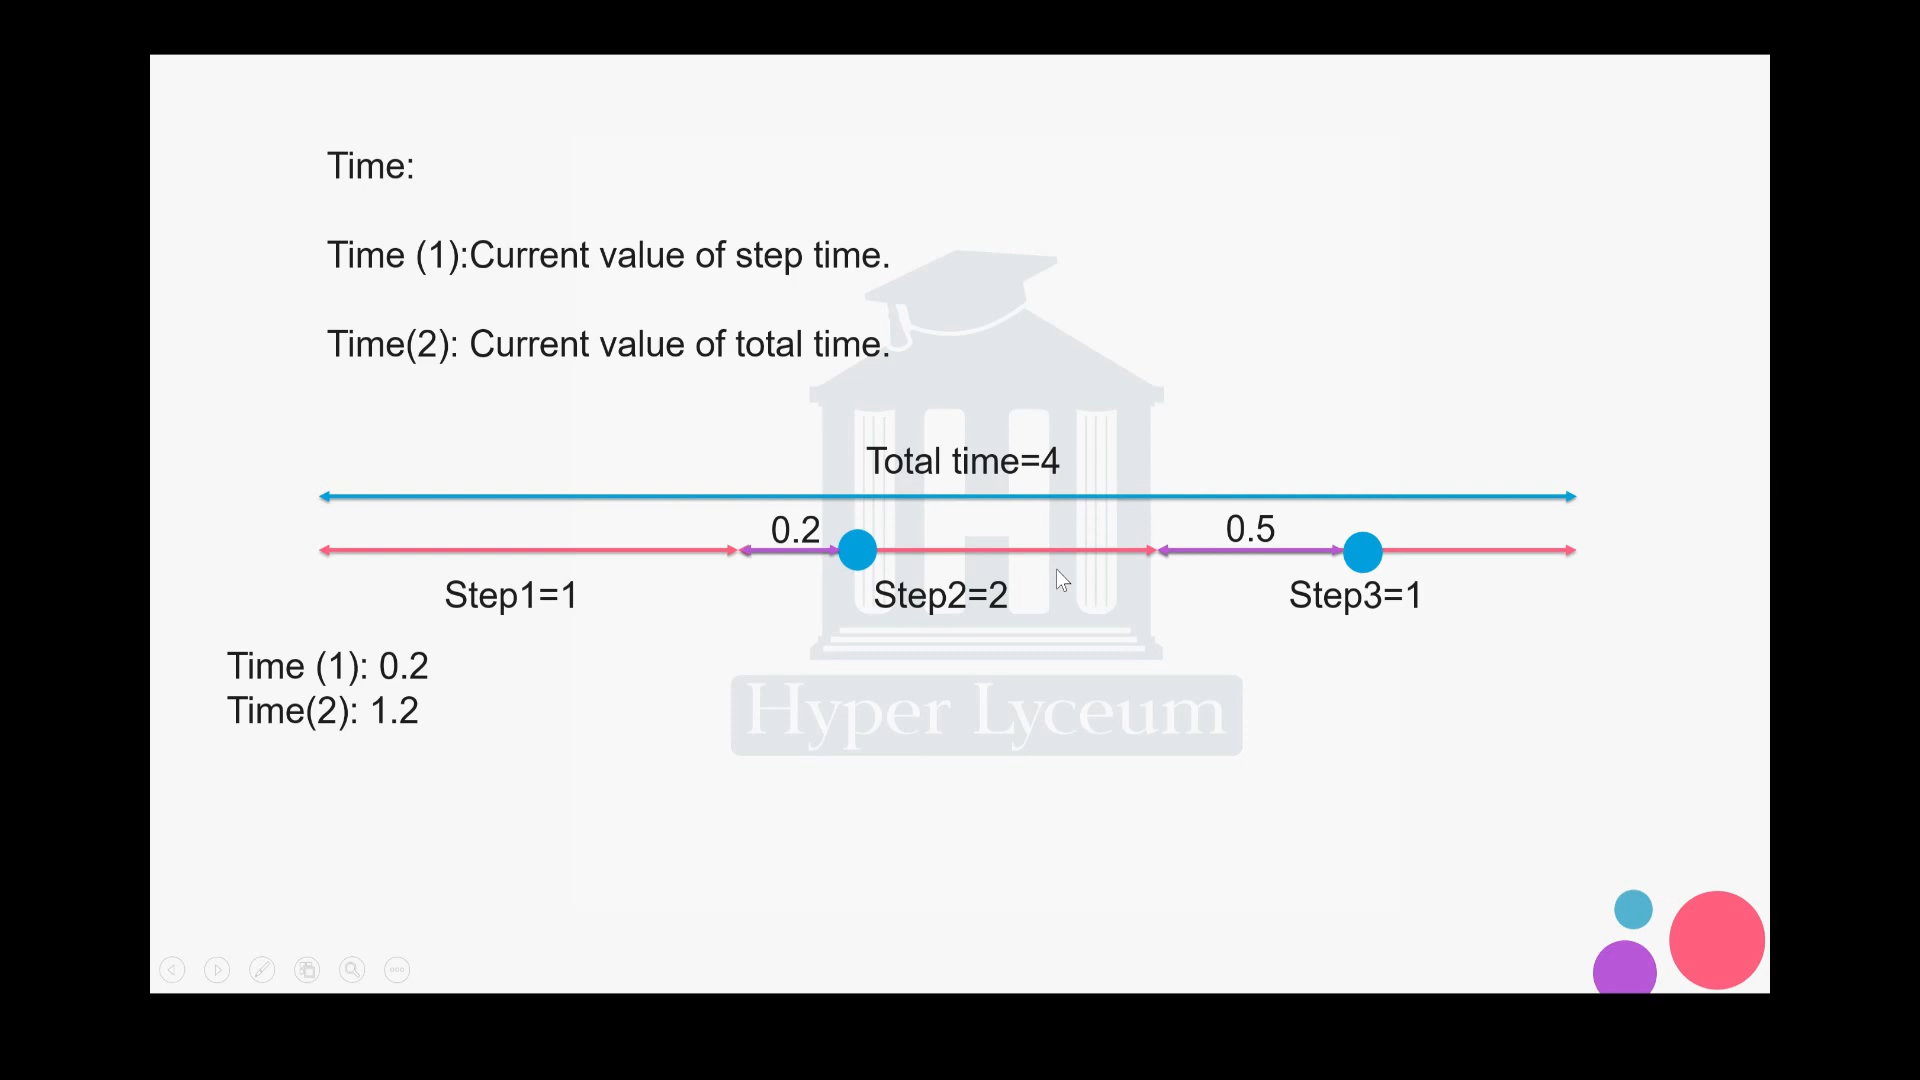 Time:
Time (1):Current value of step time.
Time(2): Current value of total time.
Total time=4
0.2
0.5
Step1=1
Step2=2
Step3=1
Time (1): 0.2
Time(2): 1.2
Hyper Lyceum